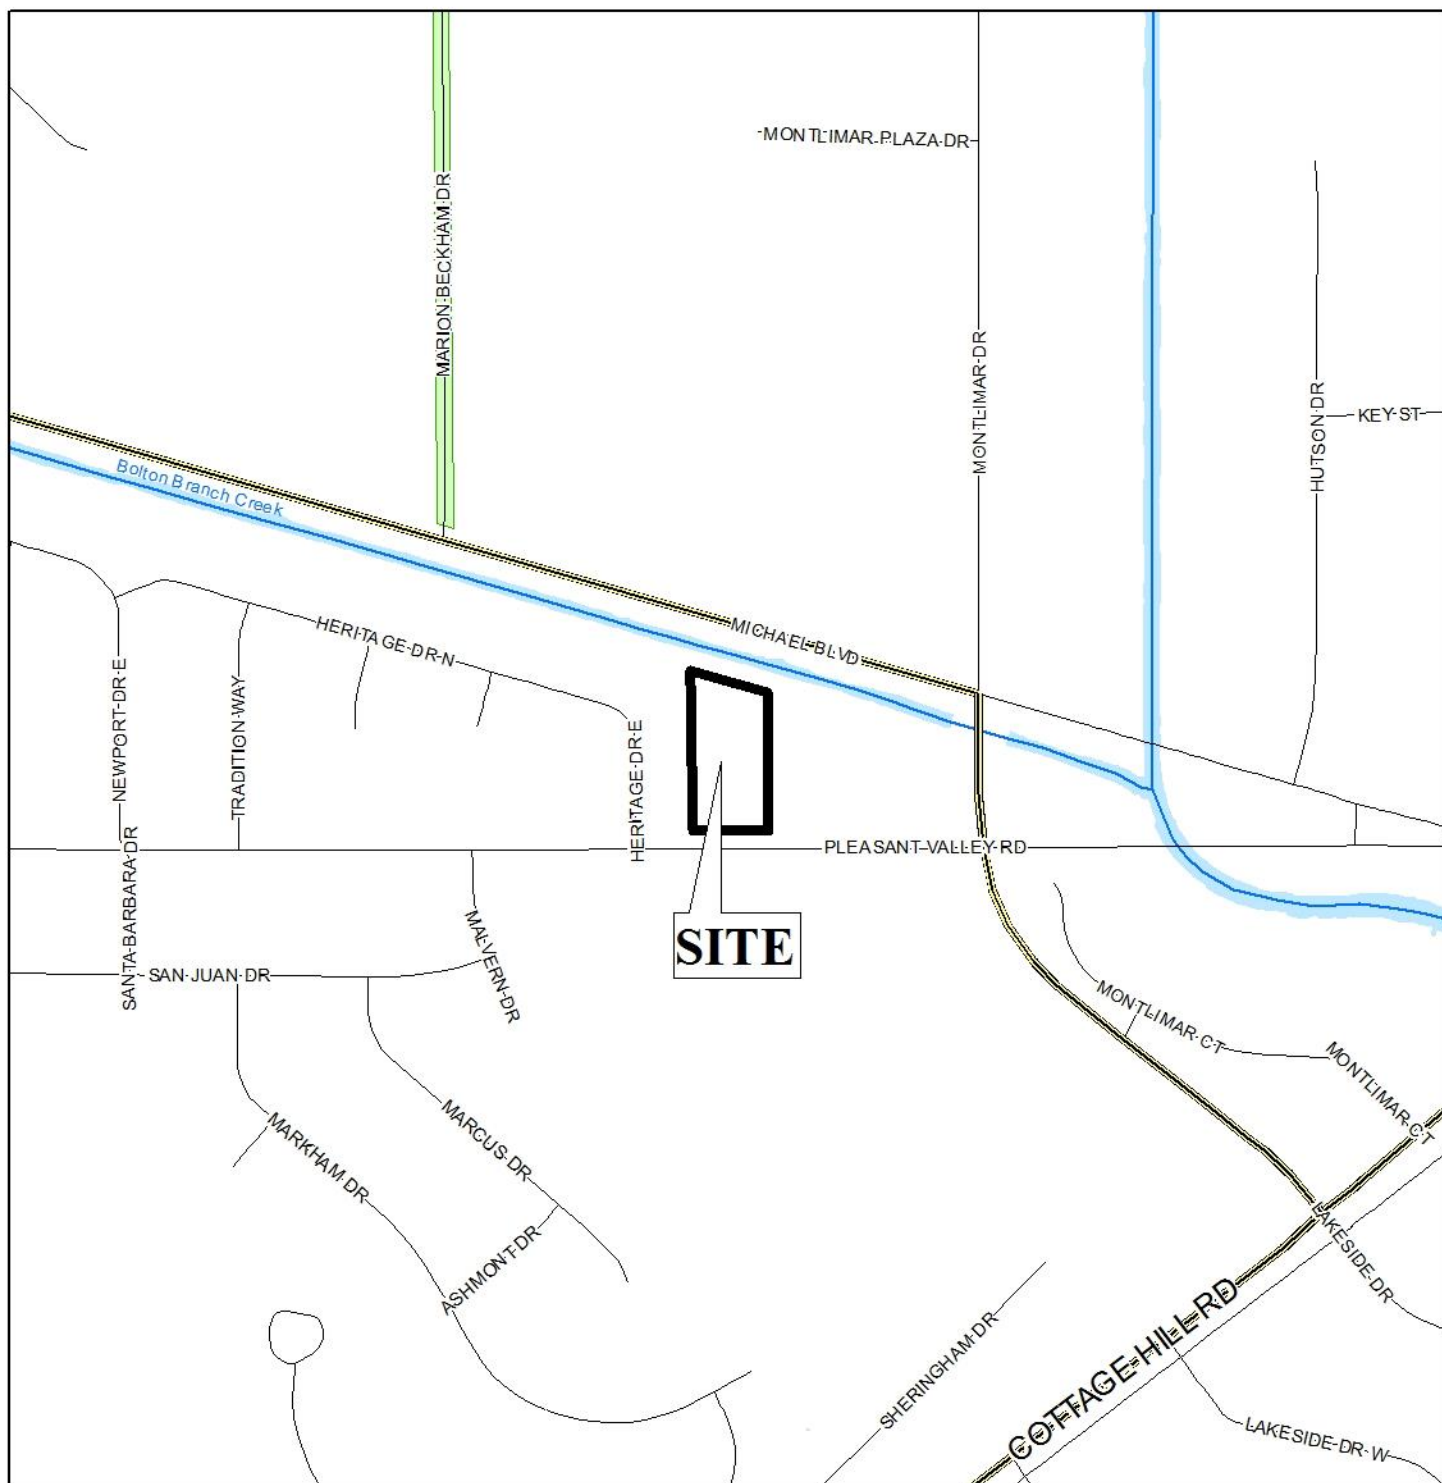 MONTLIMAR PLAZA DR
MARION BECKHAM DR
MONTLIMAR DR
HUTSON DR
KEY ST
Bolton Branch Creek
HERITAGE DR N
MICHAEL BLVD
NEWPORT DR E
TRADITION WAY
HERITAGE DR E
PLEASANT VALLEY RD
SANTA BARBARA DR
SAN JUAN DR
MALVERN DR
SITE
MONTLIMAR CT
MONTLIMAR CT
MARKHAM DR
MARCUS DR
ASHMONT DR
LAKESIDE DR
COTTAGE HILL RD
SHERINGHAM DR
LAKESIDE DR W